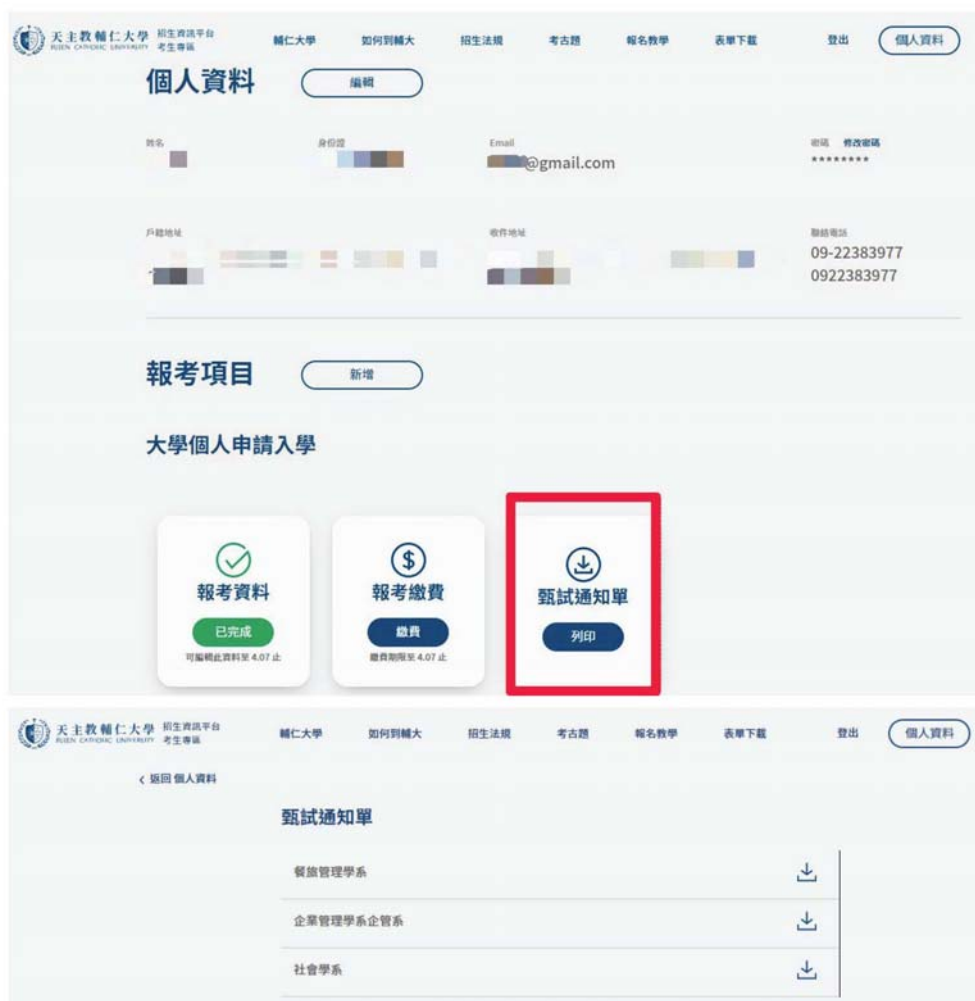 天主教輔仁大學 招生資訊平台
FU JEN CATHOLIC UNIVERSITY 考生專區
輔仁大學 如何到輔大 招生法規 考古題 報名教學 表單下載 登出 個人資料
個人資料 編輯
姓名 身份證 Email 密碼 修改密碼
@gmail.com ********
戶籍地址 收件地址 聯絡電話
09-22383977
0922383977
報考項目 新增
大學個人申請入學
報考資料 報考繳費 甄試通知單
已完成 繳費 列印
可編輯此資料至 4.07 止 繳費期限至 4.07 止
天主教輔仁大學 招生資訊平台
FU JEN CATHOLIC UNIVERSITY 考生專區
輔仁大學 如何到輔大 招生法規 考古題 報名教學 表單下載 登出 個人資料
< 返回 個人資料
甄試通知單
餐旅管理學系
企業管理學系企管系
社會學系